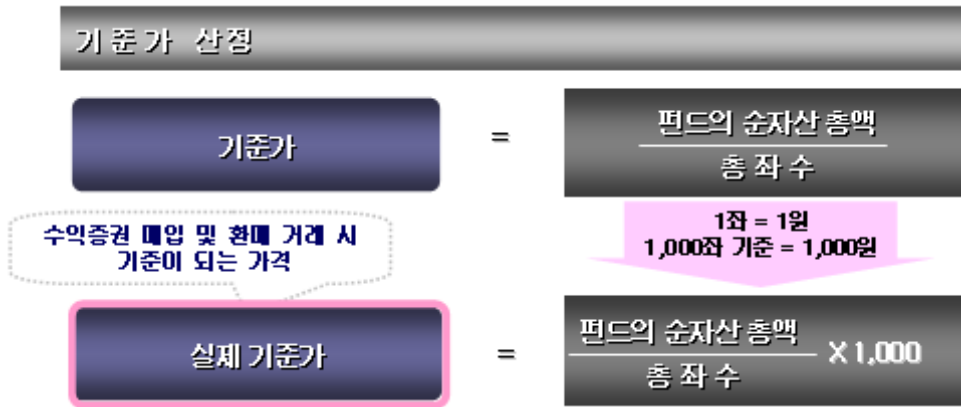 기준가 산정
기준가
=
펀드의 순자산 총액
총 좌 수
수익증권 매입 및 환매 거래 시
기준이 되는 가격
1좌 = 1원
1,000좌 기준 = 1,000원
실제 기준가
=
펀드의 순자산 총액
총 좌 수
X 1,000